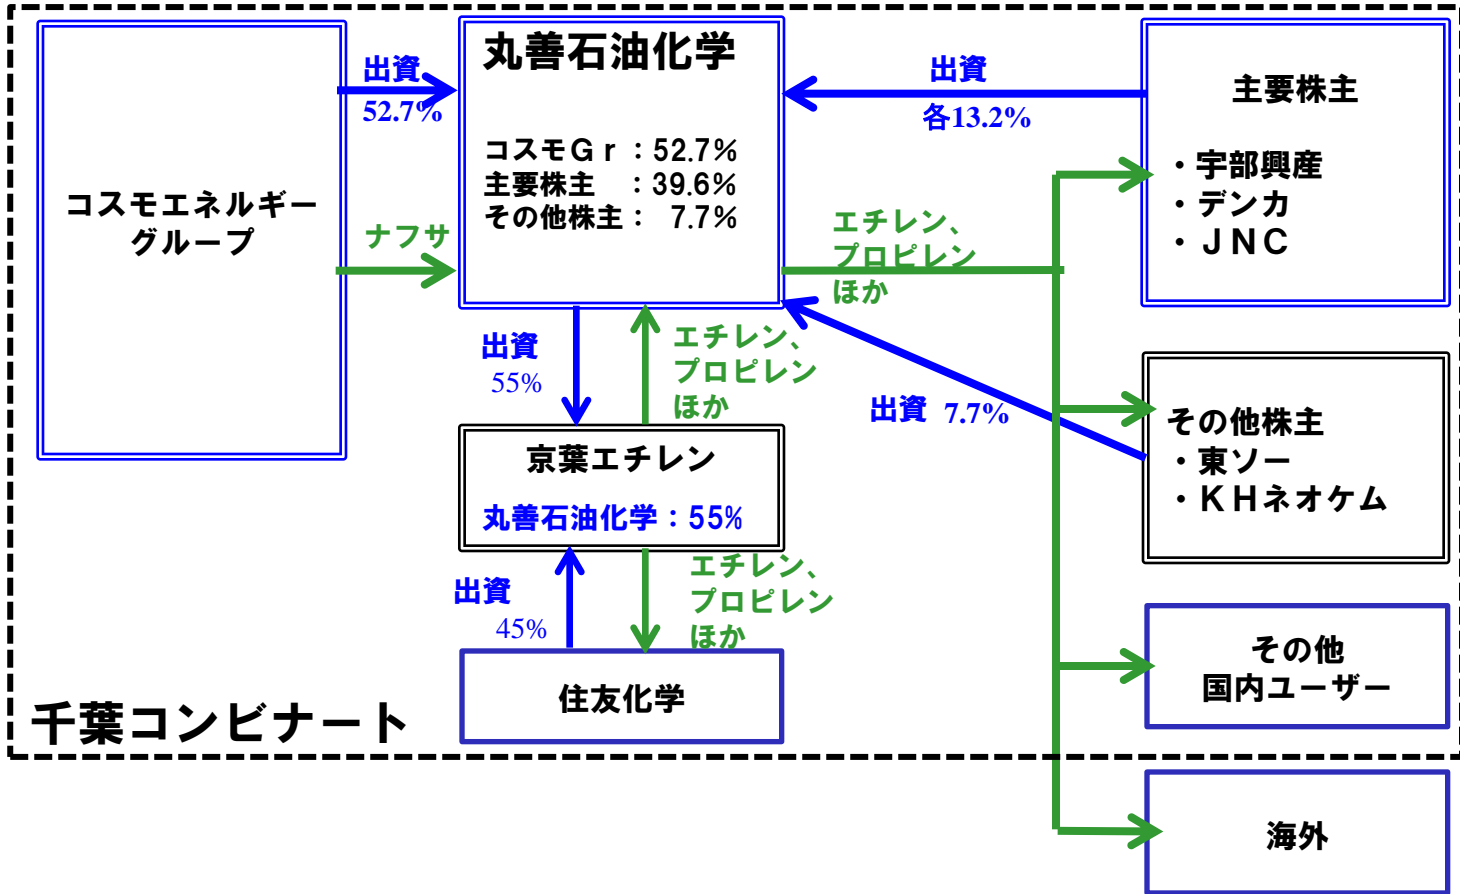 丸善石油化学
コスモGr：52.7%
主要株主　：39.6%
その他株主：　7.7%
出資
52.7%
コスモエネルギー
グループ
ナフサ
出資
各13.2%
主要株主
・宇部興産
・デンカ
・ＪＮＣ
エチレン、
プロピレン
ほか
出資
55%
エチレン、
プロピレン
ほか
出資 7.7%
その他株主
・東ソー
・ＫＨネオケム
京葉エチレン
丸善石油化学：55%
出資
45%
エチレン、
プロピレン
ほか
住友化学
その他
国内ユーザー
千葉コンビナート
海外